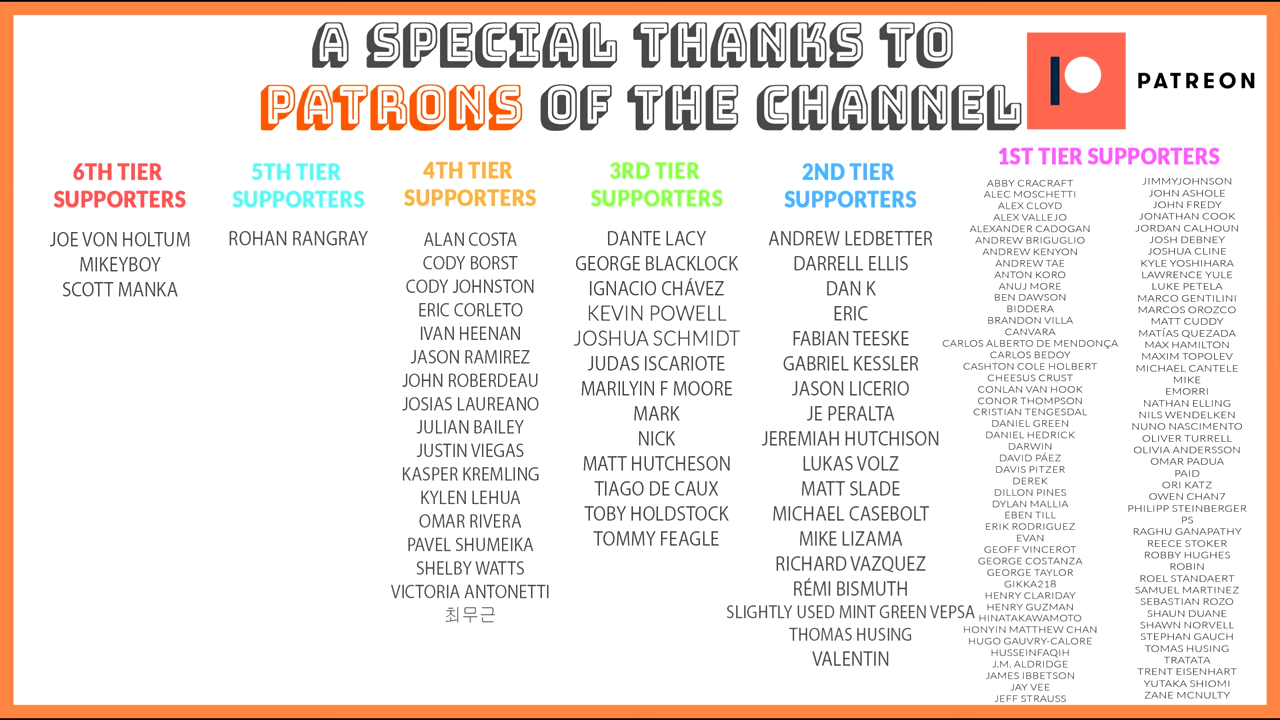 A SPECIAL THANKS TO
PATRONS OF THE CHANNEL
PATREON
6TH TIER
SUPPORTERS
JOE VON HOLTUM
MIKEYBOY
SCOTT MANKA
5TH TIER
SUPPORTERS
ROHAN RANGRAY
4TH TIER
SUPPORTERS
ALAN COSTA
CODY BORST
CODY JOHNSTON
ERIC CORLETO
IVAN HEENAN
JASON RAMIREZ
JOHN ROBERDEAU
JOSIAS LAUREANO
JULIAN BAILEY
JUSTIN VIEGAS
KASPER KREMLING
KYLEN LEHUA
OMAR RIVERA
PAVEL SHUMEIKA
SHELBY WATTS
VICTORIA ANTONETTI
최무근
3RD TIER
SUPPORTERS
DANTE LACY
GEORGE BLACKLOCK
IGNACIO CHÁVEZ
KEVIN POWELL
JOSHUA SCHMIDT
JUDAS ISCARIOTE
MARILYIN F MOORE
MARK
NICK
MATT HUTCHESON
TIAGO DE CAUX
TOBY HOLDSTOCK
TOMMY FEAGLE
2ND TIER
SUPPORTERS
ANDREW LEDBETTER
DARRELL ELLIS
DAN K
ERIC
FABIAN TEESKE
GABRIEL KESSLER
JASON LICERIO
JE PERALTA
JEREMIAH HUTCHISON
LUKAS VOLZ
MATT SLADE
MICHAEL CASEBOLT
MIKE LIZAMA
RICHARD VAZQUEZ
RÉMI BISMUTH
SLIGHTLY USED MINT GREEN VEPSA
THOMAS HUSING
VALENTIN
1ST TIER SUPPORTERS
ABBY CRACRAFT
ALEC MOSCHETTI
ALEX CLOYD
ALEX VALLEJO
ALEXANDER CADOGAN
ANDREW BRIGUGLIO
ANDREW KENYON
ANDREW TAE
ANTON KORO
ANUJ MORE
BEN DAWSON
BIDDERA
BRANDON VILLA
CANVARA
CARLOS ALBERTO DE MENDONÇA
CARLOS BEDOY
CASHTON COLE HOLBERT
CHEESUS CRUST
CONLAN VAN HOOK
CONOR THOMPSON
CRISTIAN TENGESDAL
DANIEL GREEN
DANIEL HEDRICK
DARWIN
DAVID PÁEZ
DAVIS PITZER
DEREK
DILLON PINES
DYLAN MALLIA
EBEN TILL
ERIK RODRIGUEZ
EVAN
GEOFF VINCEROT
GEORGE COSTANZA
GEORGE TAYLOR
GIKKA218
HENRY CLARIDAY
HENRY GUZMAN
HINATAKAWAMOTO
HONYIN MATTHEW CHAN
HUGO GAUVRY-CALORE
HUSSEINFAQIH
J.M. ALDRIDGE
JAMES IBBETSON
JAY VEE
JEFF STRAUSS
JIMMYJOHNSON
JOHN ASHOLE
JOHN FREDY
JONATHAN COOK
JORDAN CALHOUN
JOSH DEBNEY
JOSHUA CLINE
KYLE YOSHIHARA
LAWRENCE YULE
LUKE PETELA
MARCO GENTILINI
MARCOS OROZCO
MATT CUDDY
MATÍAS QUEZADA
MAX HAMILTON
MAXIM TOPOLEV
MICHAEL CANTELE
MIKE
EMORRI
NATHAN ELLING
NILS WENDELKEN
NUNO NASCIMENTO
OLIVER TURRELL
OLIVIA ANDERSSON
OMAR PADUA
PAID
ORI KATZ
OWEN CHAN7
PHILIPP STEINBERGER
PS
RAGHU GANAPATHY
REECE STOKER
ROBBY HUGHES
ROBIN
ROEL STANDAERT
SAMUEL MARTINEZ
SEBASTIAN ROZO
SHAUN DUANE
SHAWN NORVELL
STEPHAN GAUCH
TOMAS HUSING
TRATATA
TRENT EISENHART
YUTAKA SHIOMI
ZANE MCNULTY